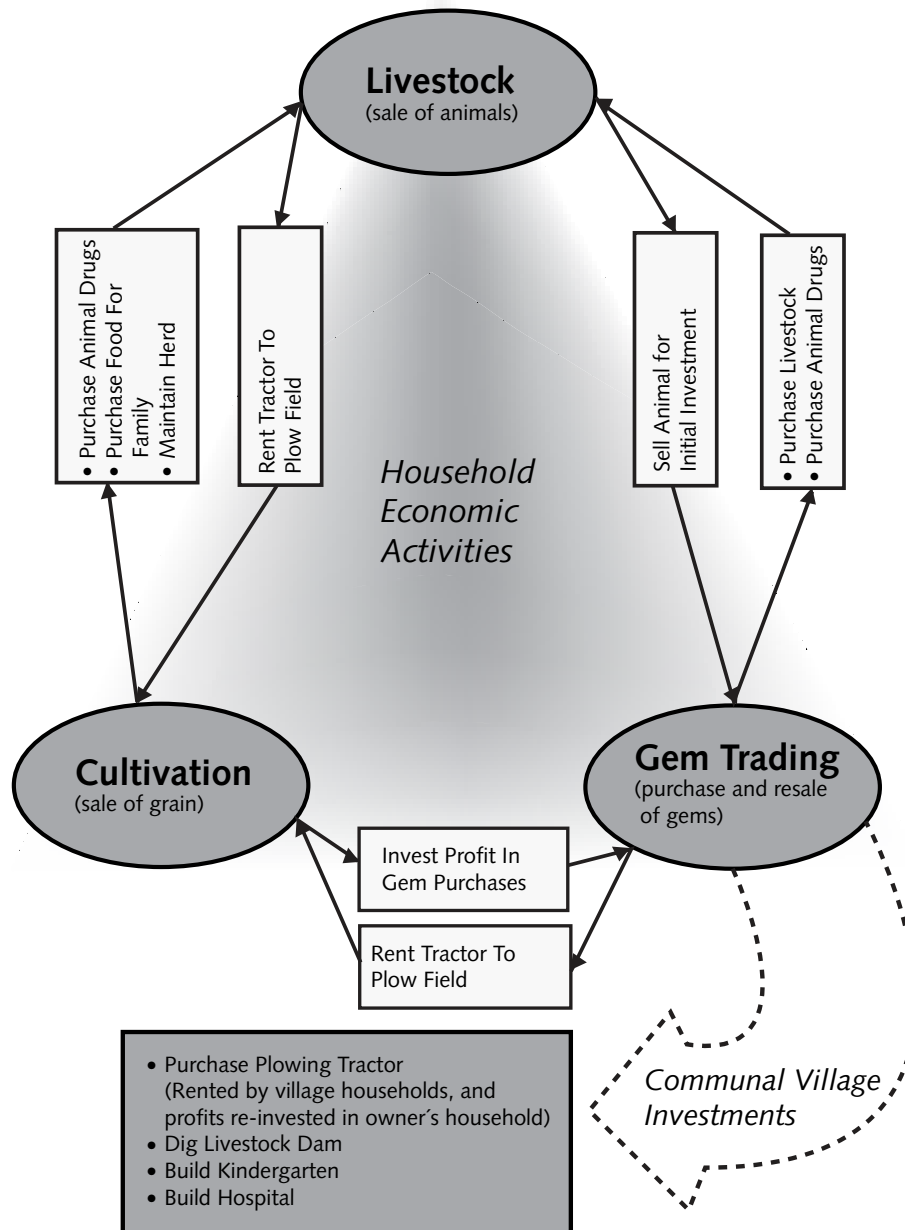 Livestock
(sale of animals)
• Purchase Animal Drugs
• Purchase Food For
Family
• Maintain Herd
Rent Tractor To
Plow Field
Sell Animal for
Initial Investment
• Purchase Livestock
• Purchase Animal Drugs
Household
Economic
Activities
Cultivation
(sale of grain)
Gem Trading
(purchase and resale
of gems)
Invest Profit In
Gem Purchases
Rent Tractor To
Plow Field
• Purchase Plowing Tractor
(Rented by village households, and
profits re-invested in owner´s household)
• Dig Livestock Dam
• Build Kindergarten
• Build Hospital
Communal Village
Investments